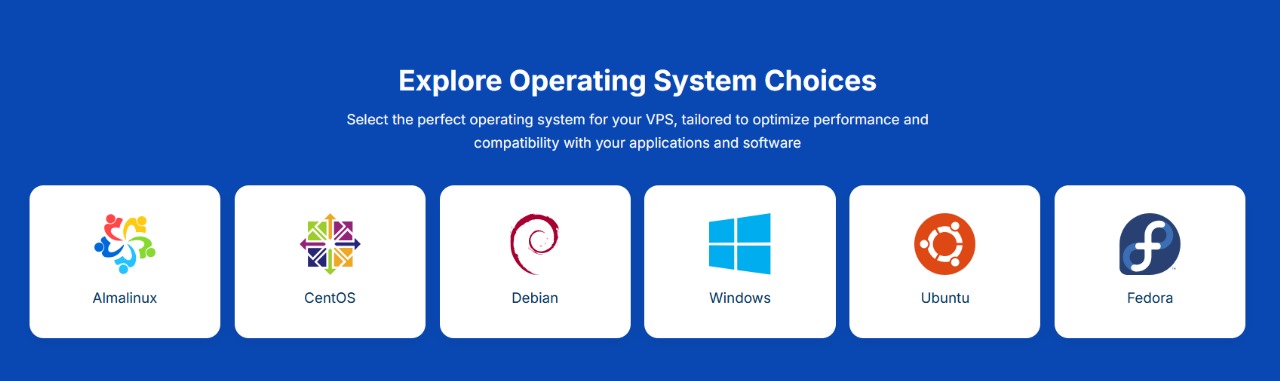 Explore Operating System Choices
Select the perfect operating system for your VPS, tailored to optimize performance and
compatibility with your applications and software
Almalinux
CentOS
Debian
Windows
Ubuntu
Fedora